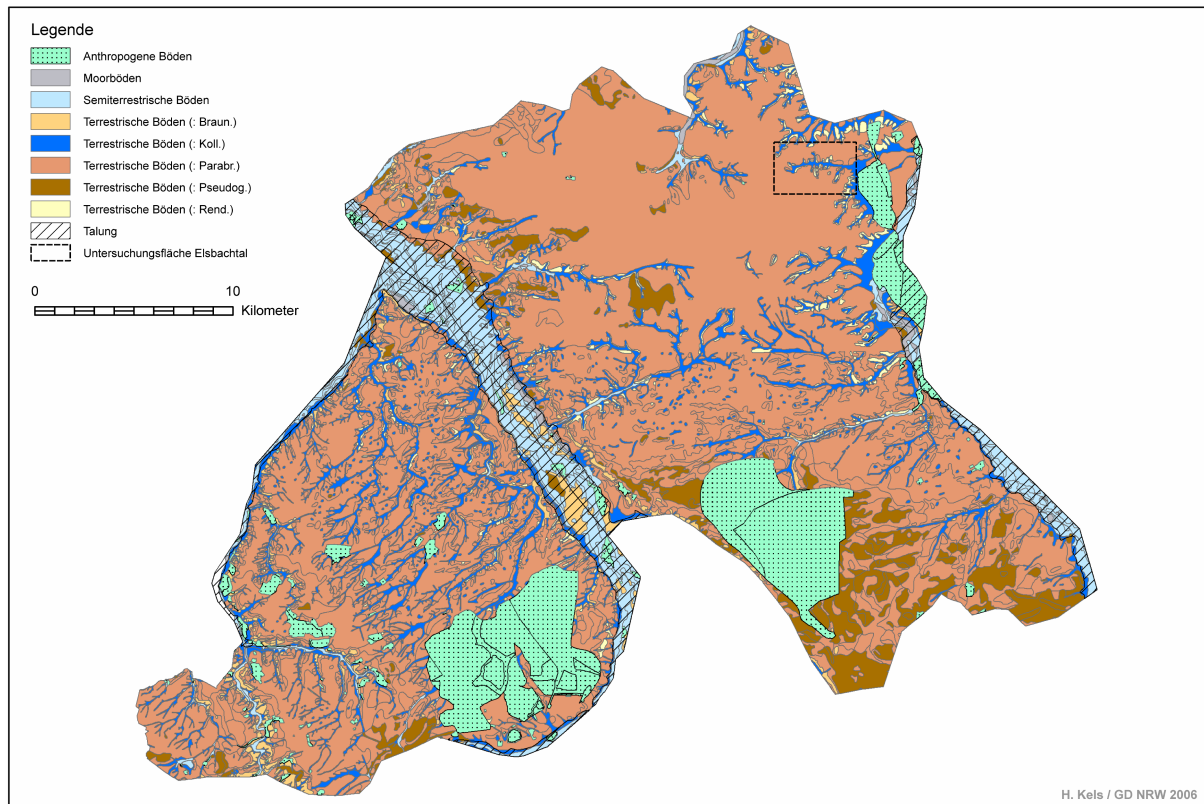 Legende
Anthropogene Böden
Moorböden
Semiterrestrische Böden
Terrestrische Böden (: Braun.)
Terrestrische Böden (: Koll.)
Terrestrische Böden (: Parabr.)
Terrestrische Böden (: Pseudog.)
Terrestrische Böden (: Rend.)
Talung
Untersuchungsfläche Elsbachtal
0 10
Kilometer
H. Kels / GD NRW 2006